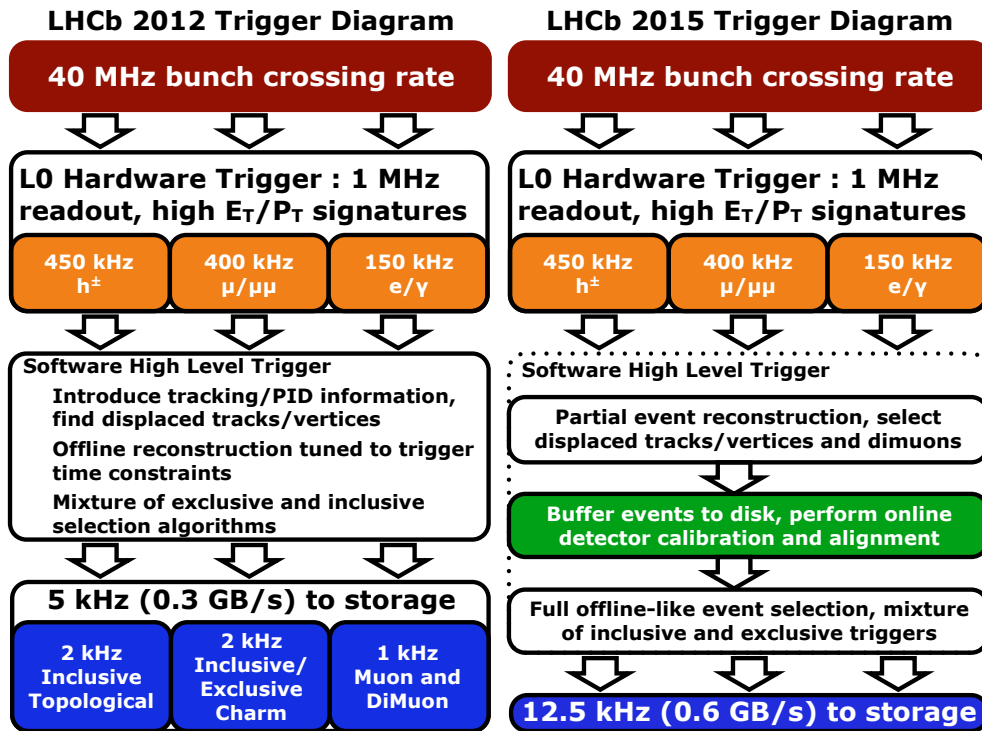 LHCb 2012 Trigger Diagram
40 MHz bunch crossing rate
L0 Hardware Trigger : 1 MHz
readout, high E_T/P_T signatures
450 kHz
h±
400 kHz
µ/µµ
150 kHz
e/γ
Software High Level Trigger
Introduce tracking/PID information,
find displaced tracks/vertices
Offline reconstruction tuned to trigger
time constraints
Mixture of exclusive and inclusive
selection algorithms
5 kHz (0.3 GB/s) to storage
2 kHz
Inclusive
Topological
2 kHz
Inclusive/
Exclusive
Charm
1 kHz
Muon and
DiMuon
LHCb 2015 Trigger Diagram
40 MHz bunch crossing rate
L0 Hardware Trigger : 1 MHz
readout, high E_T/P_T signatures
450 kHz
h±
400 kHz
µ/µµ
150 kHz
e/γ
Software High Level Trigger
Partial event reconstruction, select
displaced tracks/vertices and dimuons
Buffer events to disk, perform online
detector calibration and alignment
Full offline-like event selection, mixture
of inclusive and exclusive triggers
12.5 kHz (0.6 GB/s) to storage